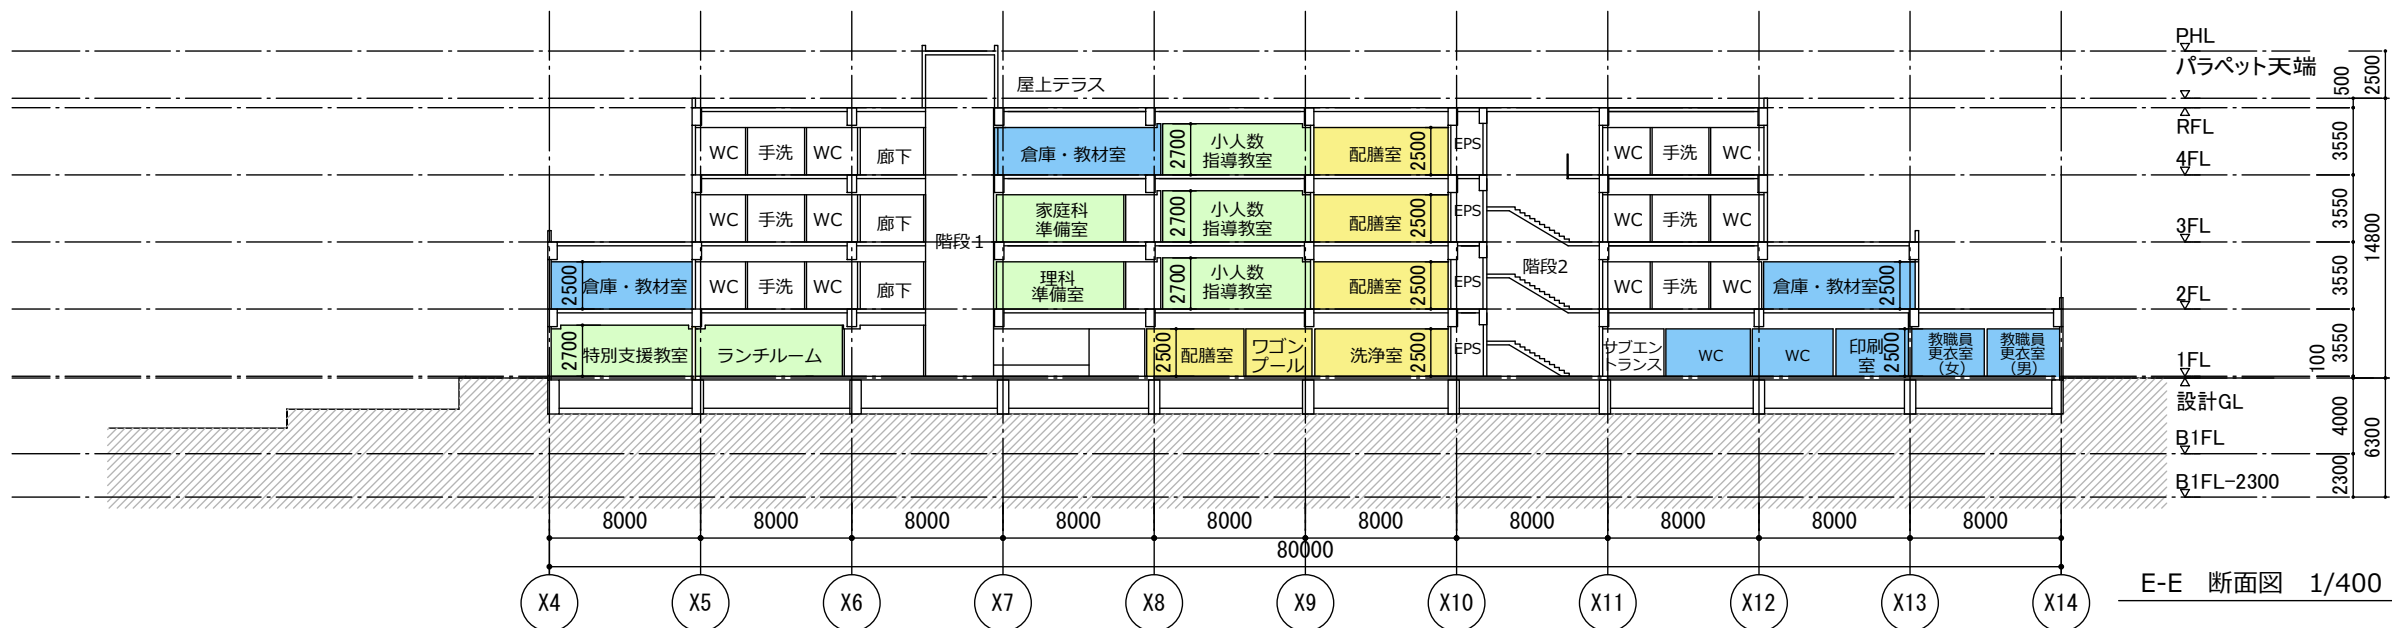 PHL
パラペット天端
屋上テラス
500
2500
RFL
WC
手洗
WC
廊下
倉庫・教材室
2700
小人数
指導教室
配膳室
2500
EPS
WC
手洗
WC
3550
4FL
WC
手洗
WC
廊下
家庭科
準備室
2700
小人数
指導教室
配膳室
2500
EPS
WC
手洗
WC
3550
3FL
階段1
14800
2500
倉庫・教材室
WC
手洗
WC
廊下
理科
準備室
2700
小人数
指導教室
配膳室
2500
EPS
階段2
WC
手洗
WC
倉庫・教材室
2500
3550
2FL
2700
特別支援教室
ランチルーム
2500
配膳室
ワゴン
プール
洗浄室
2500
EPS
サブエン
トランス
WC
WC
印刷
室
2500
教職員
更衣室
（女）
教職員
更衣室
（男）
3550
100
1FL
設計GL
4000
6300
B1FL
2300
B1FL-2300
8000
8000
8000
8000
8000
8000
8000
8000
8000
8000
80000
X4
X5
X6
X7
X8
X9
X10
X11
X12
X13
X14
E-E 断面図 1/400